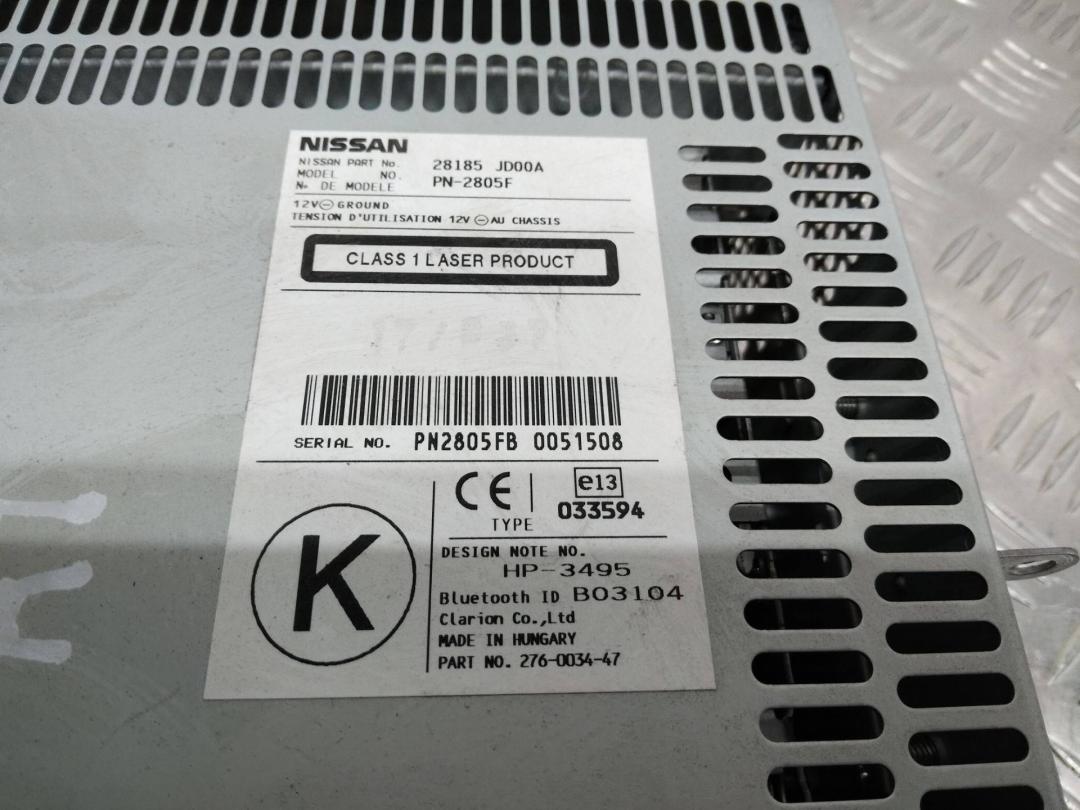 NISSAN
NISSAN PART No. 28185 JD00A
MODEL NO. PN-2805F
No DE MODELE
12V⊖GROUND
TENSION D'UTILISATION 12V ⊖ AU CHASSIS
CLASS 1 LASER PRODUCT
SERIAL NO. PN2805FB 0051508
K
CE
e13
TYPE 033594
DESIGN NOTE NO.
HP-3495
Bluetooth ID B03104
Clarion Co.,Ltd
MADE IN HUNGARY
PART NO. 276-0034-47